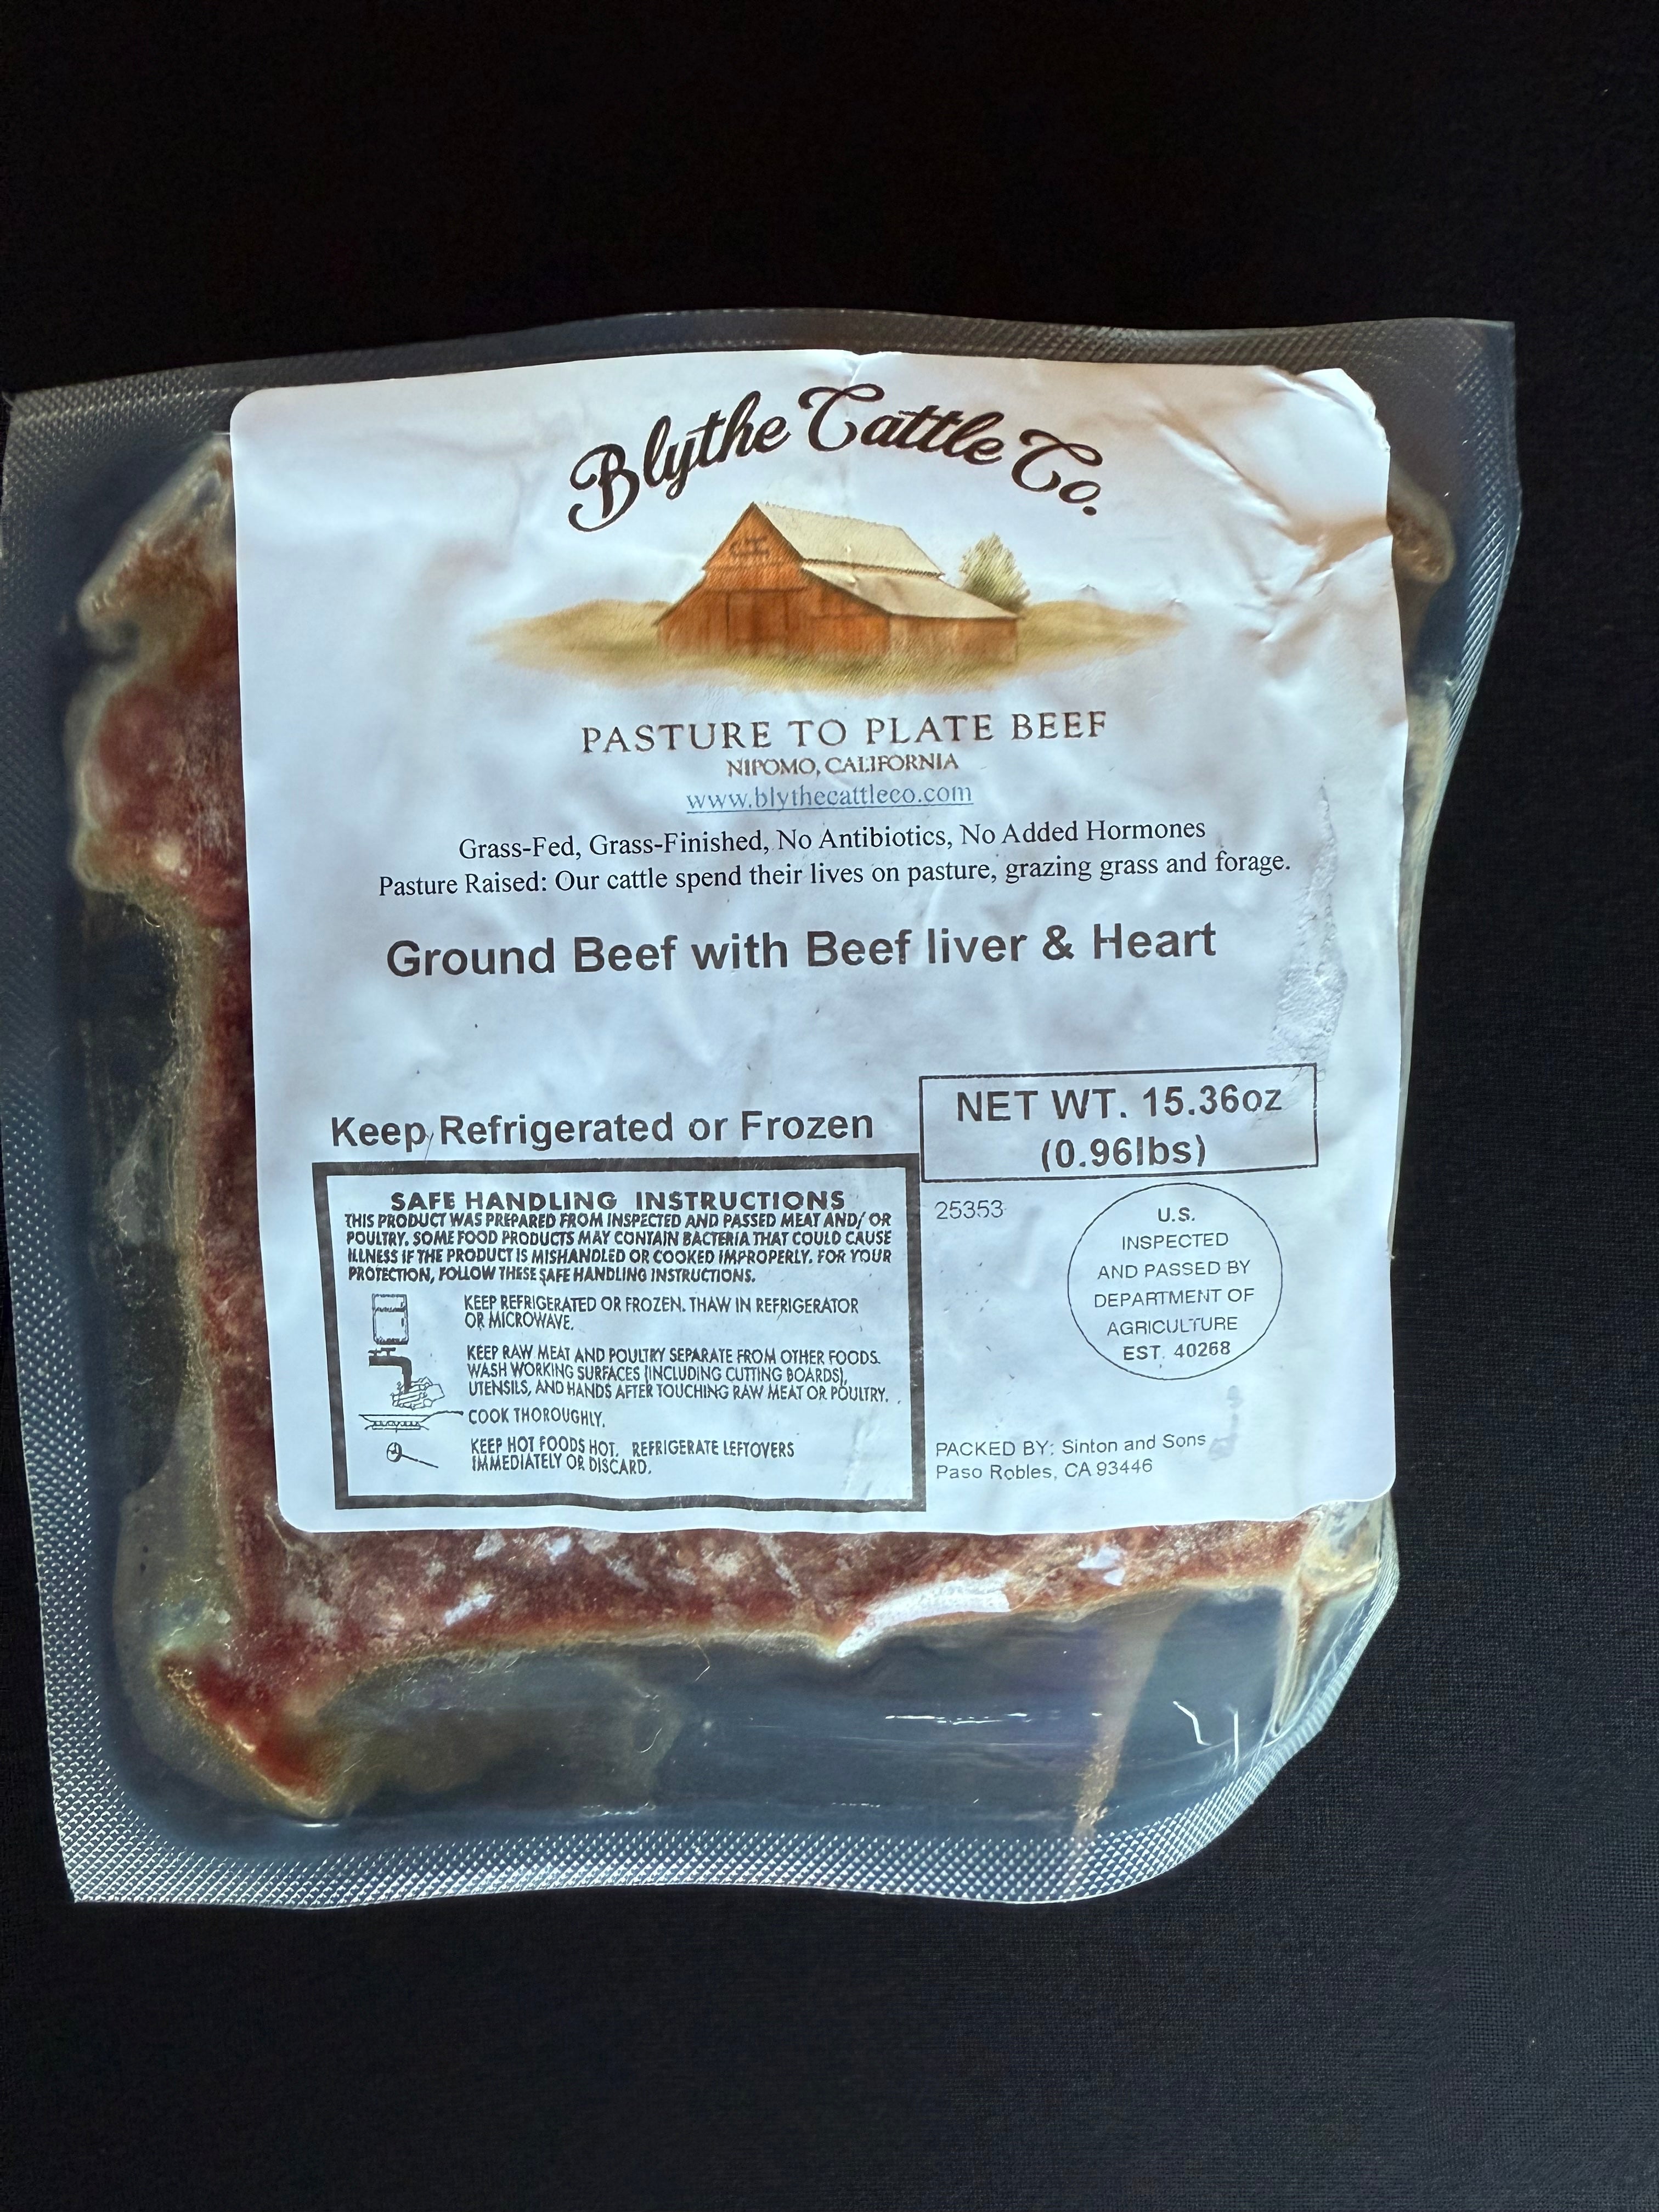 Blythe Cattle Co.
PASTURE TO PLATE BEEF
NIPOMO, CALIFORNIA
www.blythecattleco.com
Grass-Fed, Grass-Finished, No Antibiotics, No Added Hormones
Pasture Raised: Our cattle spend their lives on pasture, grazing grass and forage.
Ground Beef with Beef liver & Heart
Keep Refrigerated or Frozen
NET WT. 15.36oz
(0.96lbs)
SAFE HANDLING INSTRUCTIONS
THIS PRODUCT WAS PREPARED FROM INSPECTED AND PASSED MEAT AND/ OR
POULTRY. SOME FOOD PRODUCTS MAY CONTAIN BACTERIA THAT COULD CAUSE
ILLNESS IF THE PRODUCT IS MISHANDLED OR COOKED IMPROPERLY. FOR YOUR
PROTECTION, FOLLOW THESE SAFE HANDLING INSTRUCTIONS.
KEEP REFRIGERATED OR FROZEN. THAW IN REFRIGERATOR
OR MICROWAVE.
KEEP RAW MEAT AND POULTRY SEPARATE FROM OTHER FOODS.
WASH WORKING SURFACES (INCLUDING CUTTING BOARDS),
UTENSILS, AND HANDS AFTER TOUCHING RAW MEAT OR POULTRY.
COOK THOROUGHLY.
KEEP HOT FOODS HOT. REFRIGERATE LEFTOVERS
IMMEDIATELY OR DISCARD.
25353
U.S.
INSPECTED
AND PASSED BY
DEPARTMENT OF
AGRICULTURE
EST. 40268
PACKED BY: Sinton and Sons
Paso Robles, CA 93446